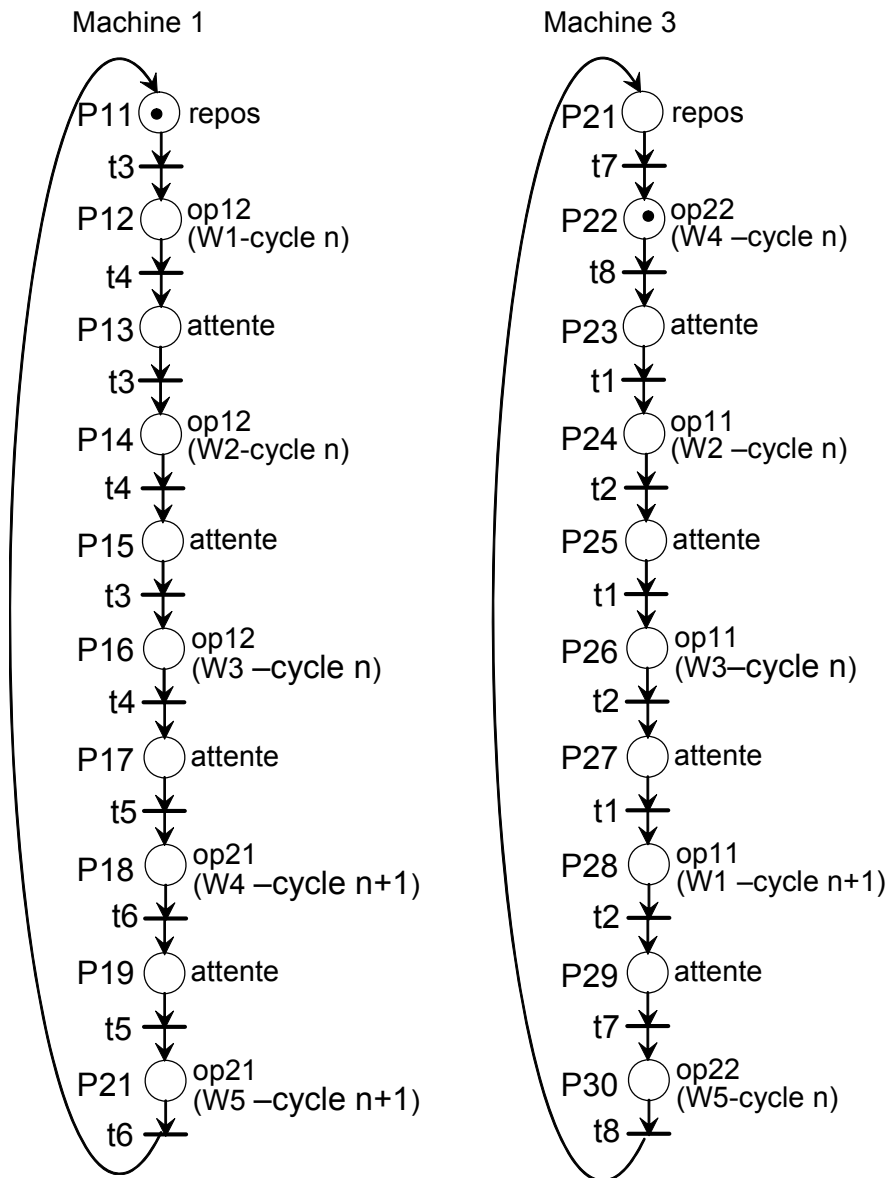 Machine 1
P11 repos
t3
P12 op12
(W1-cycle n)
t4
P13 attente
t3
P14 op12
(W2-cycle n)
t4
P15 attente
t3
P16 op12
(W3 –cycle n)
t4
P17 attente
t5
P18 op21
(W4 –cycle n+1)
t6
P19 attente
t5
P21 op21
(W5 –cycle n+1)
t6
Machine 3
P21 repos
t7
P22 op22
(W4 –cycle n)
t8
P23 attente
t1
P24 op11
(W2 –cycle n)
t2
P25 attente
t1
P26 op11
(W3–cycle n)
t2
P27 attente
t1
P28 op11
(W1 –cycle n+1)
t2
P29 attente
t7
P30 op22
(W5-cycle n)
t8